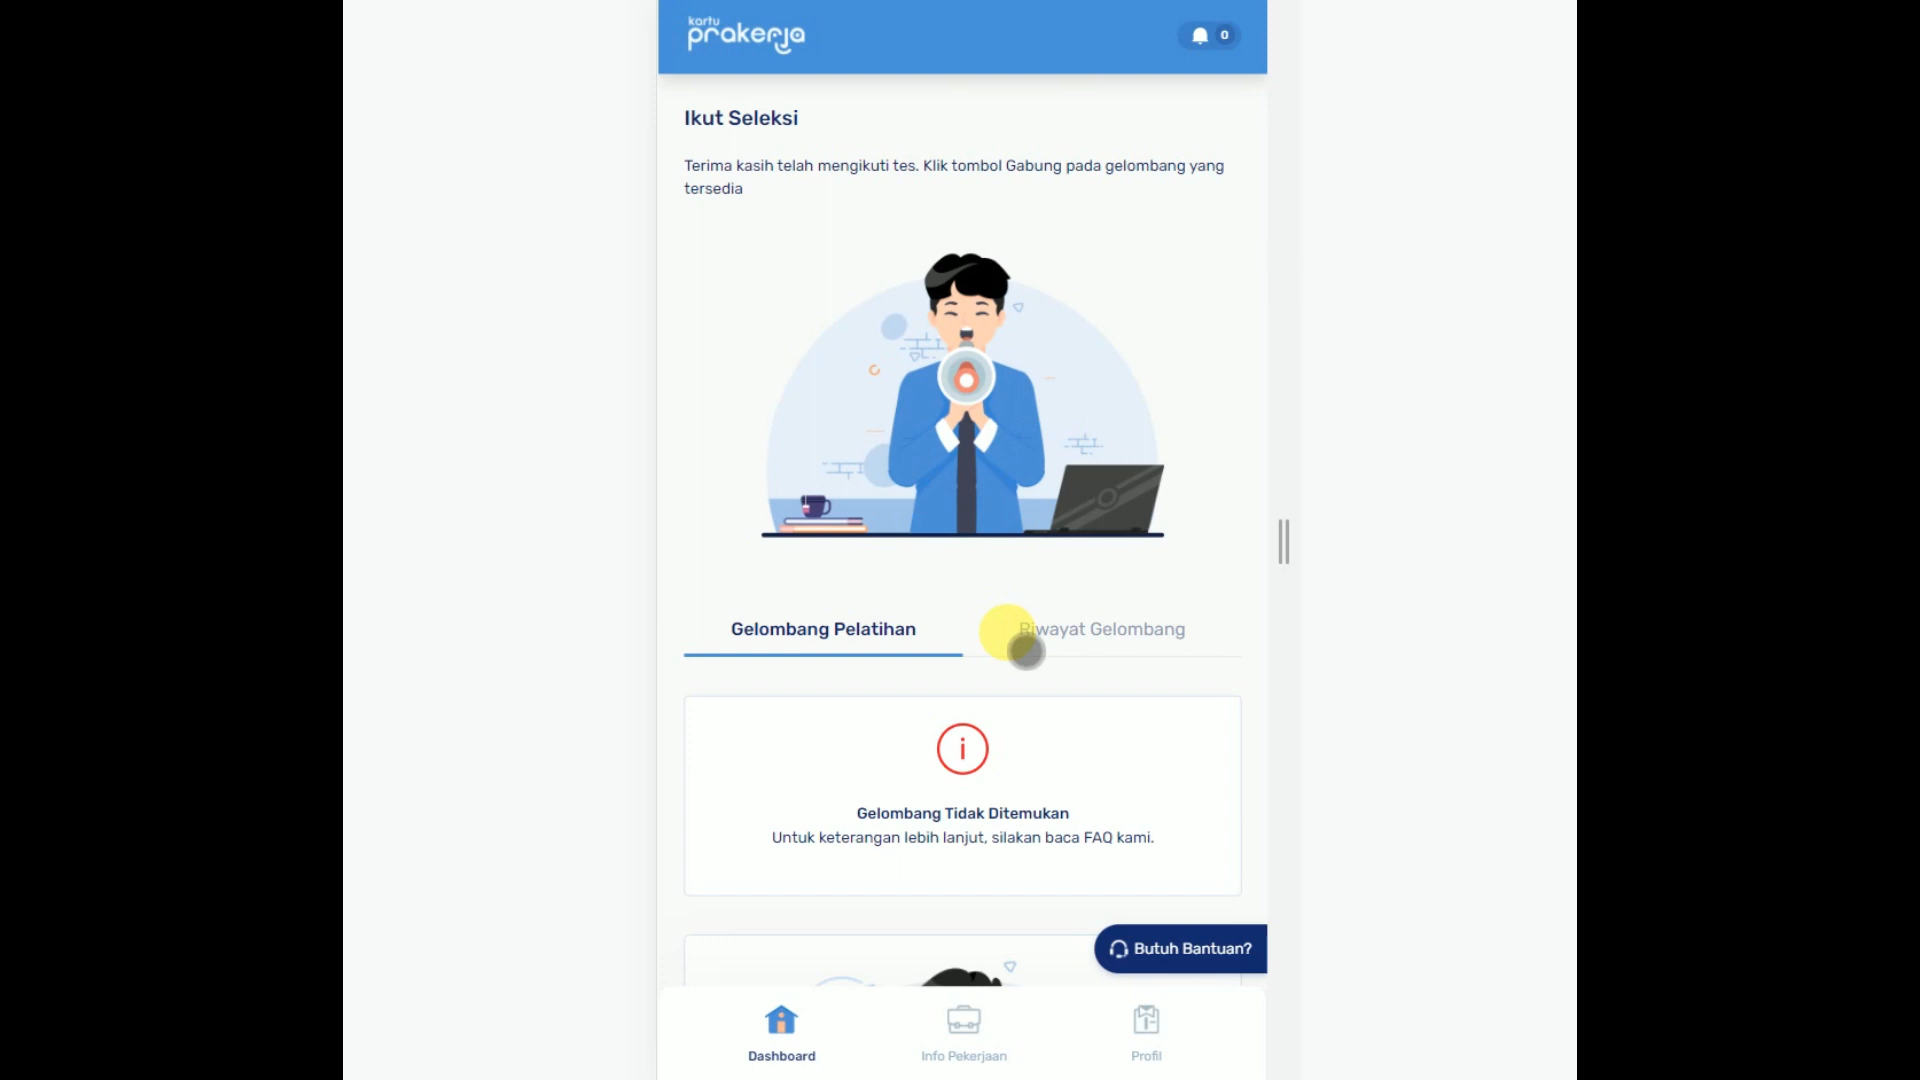 kartu
prakerja
0
Ikut Seleksi
Terima kasih telah mengikuti tes. Klik tombol Gabung pada gelombang yang
tersedia
Gelombang Pelatihan
Riwayat Gelombang
Gelombang Tidak Ditemukan
Untuk keterangan lebih lanjut, silakan baca FAQ kami.
Butuh Bantuan?
Dashboard
Info Pekerjaan
Profil